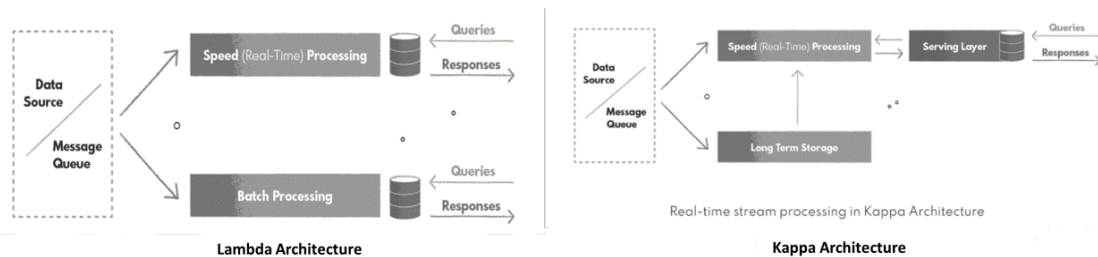 Data
Source
Message
Queue
Speed (Real-Time) Processing
Queries
Responses
Batch Processing
Queries
Responses
Lambda Architecture
Data
Source
Message
Queue
Speed (Real-Time) Processing
Serving Layer
Queries
Responses
Long Term Storage
Real-time stream processing in Kappa Architecture
Kappa Architecture